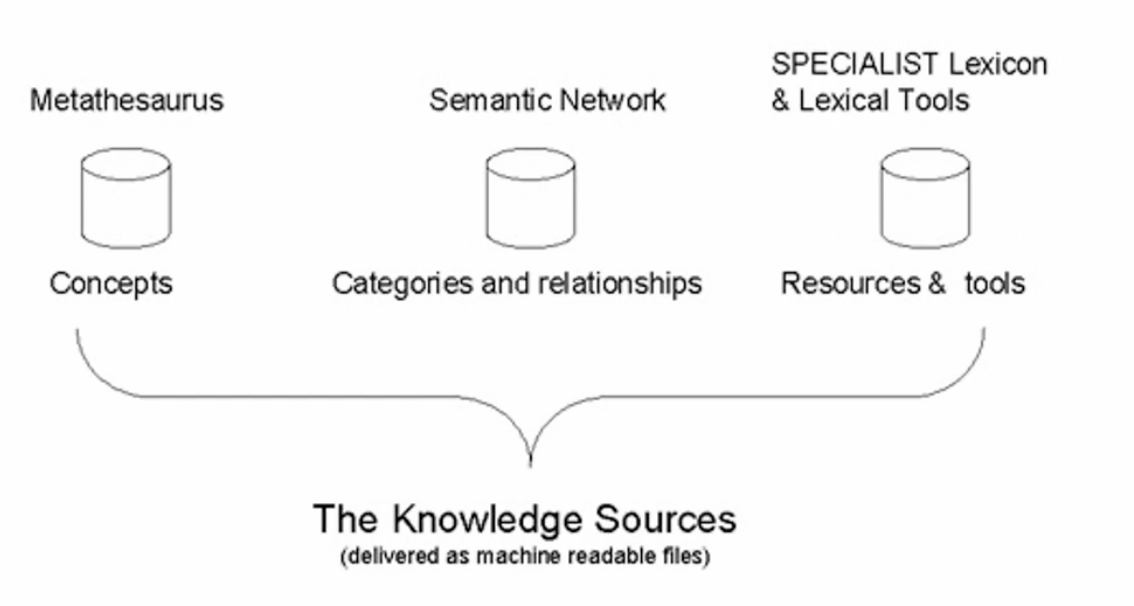 Metathesaurus
Semantic Network
SPECIALIST Lexicon
& Lexical Tools
Concepts
Categories and relationships
Resources & tools
The Knowledge Sources
(delivered as machine readable files)